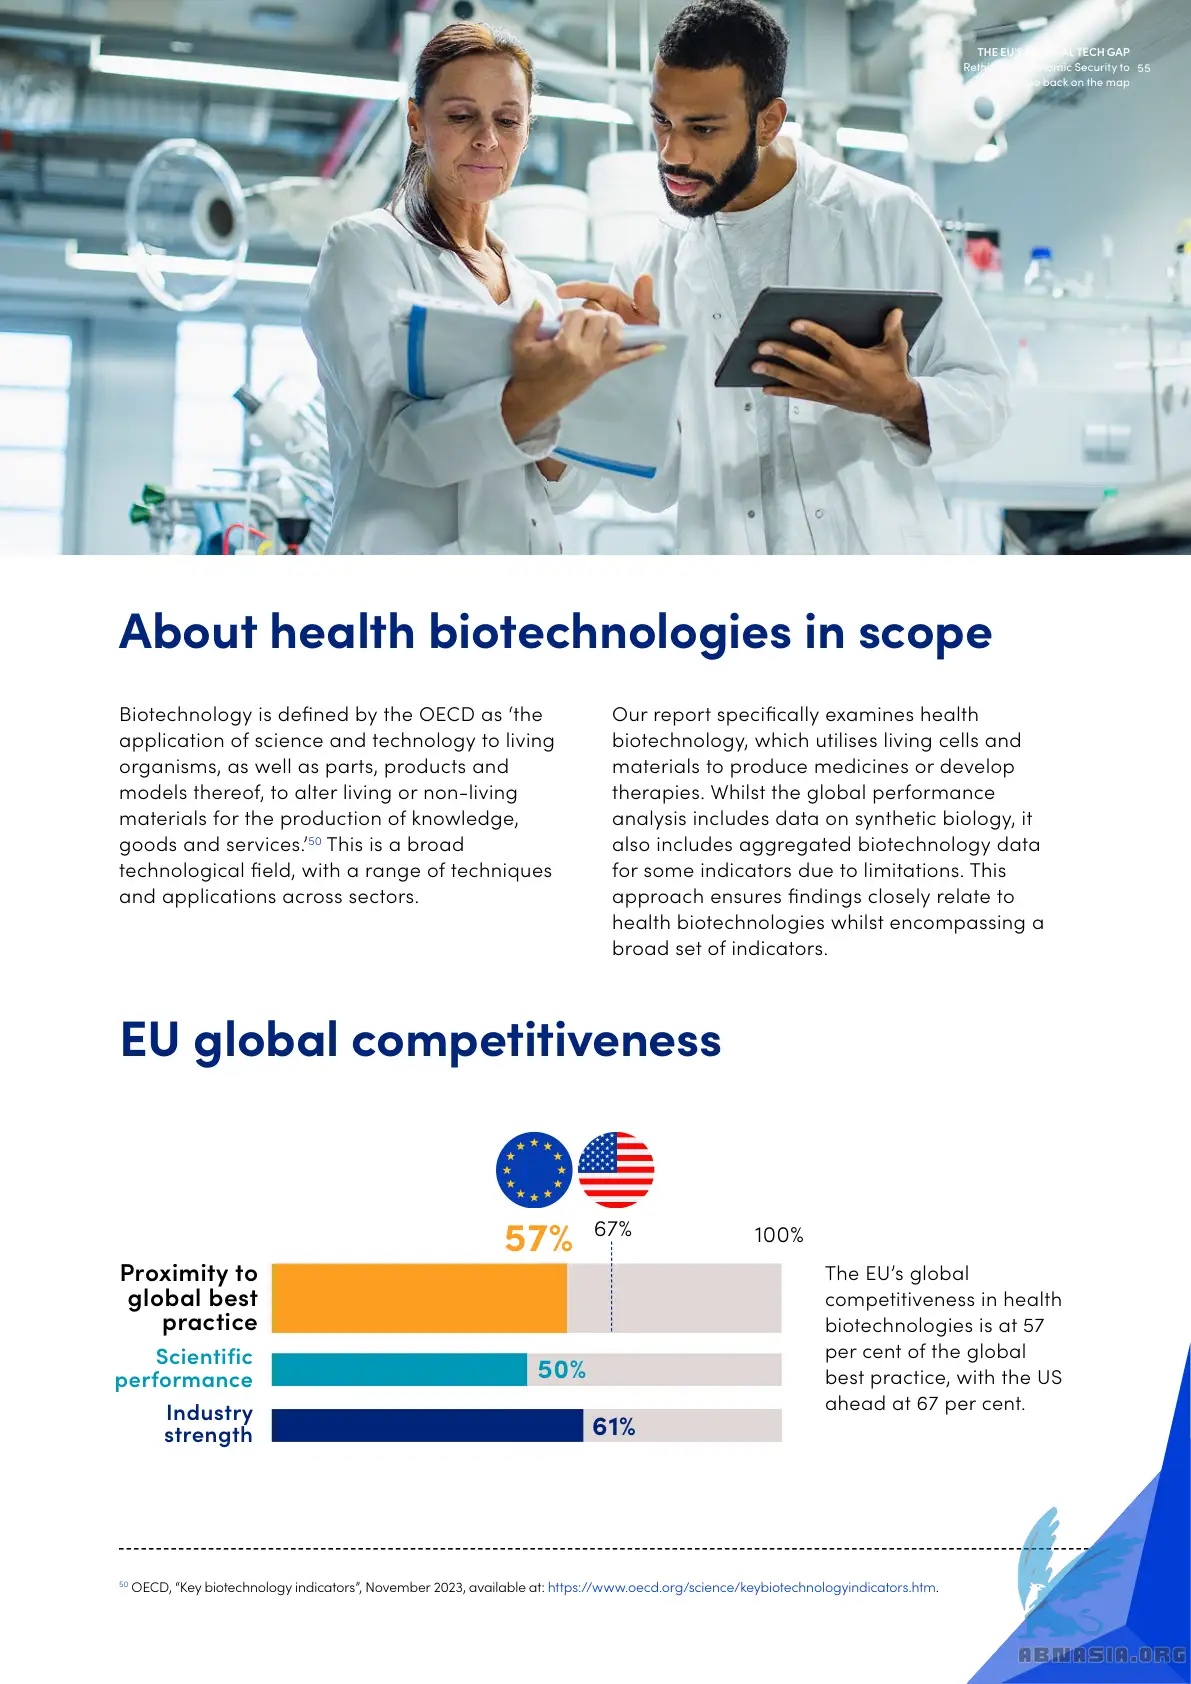 THE EU'S TECH GAP
Economic Security to 55
back on the map
About health biotechnologies in scope
Biotechnology is defined by the OECD as ‘the
application of science and technology to living
organisms, as well as parts, products and
models thereof, to alter living or non-living
materials for the production of knowledge,
goods and services.’50 This is a broad
technological field, with a range of techniques
and applications across sectors.
Our report specifically examines health
biotechnology, which utilises living cells and
materials to produce medicines or develop
therapies. Whilst the global performance
analysis includes data on synthetic biology, it
also includes aggregated biotechnology data
for some indicators due to limitations. This
approach ensures findings closely relate to
health biotechnologies whilst encompassing a
broad set of indicators.
EU global competitiveness
57% 67% 100%
Proximity to
global best
practice
Scientific
performance
50%
Industry
strength
61%
The EU’s global
competitiveness in health
biotechnologies is at 57
per cent of the global
best practice, with the US
ahead at 67 per cent.
50 OECD, “Key biotechnology indicators”, November 2023, available at: https://www.oecd.org/science/keybiotechnologyindicators.htm.
ABNASIA.ORG